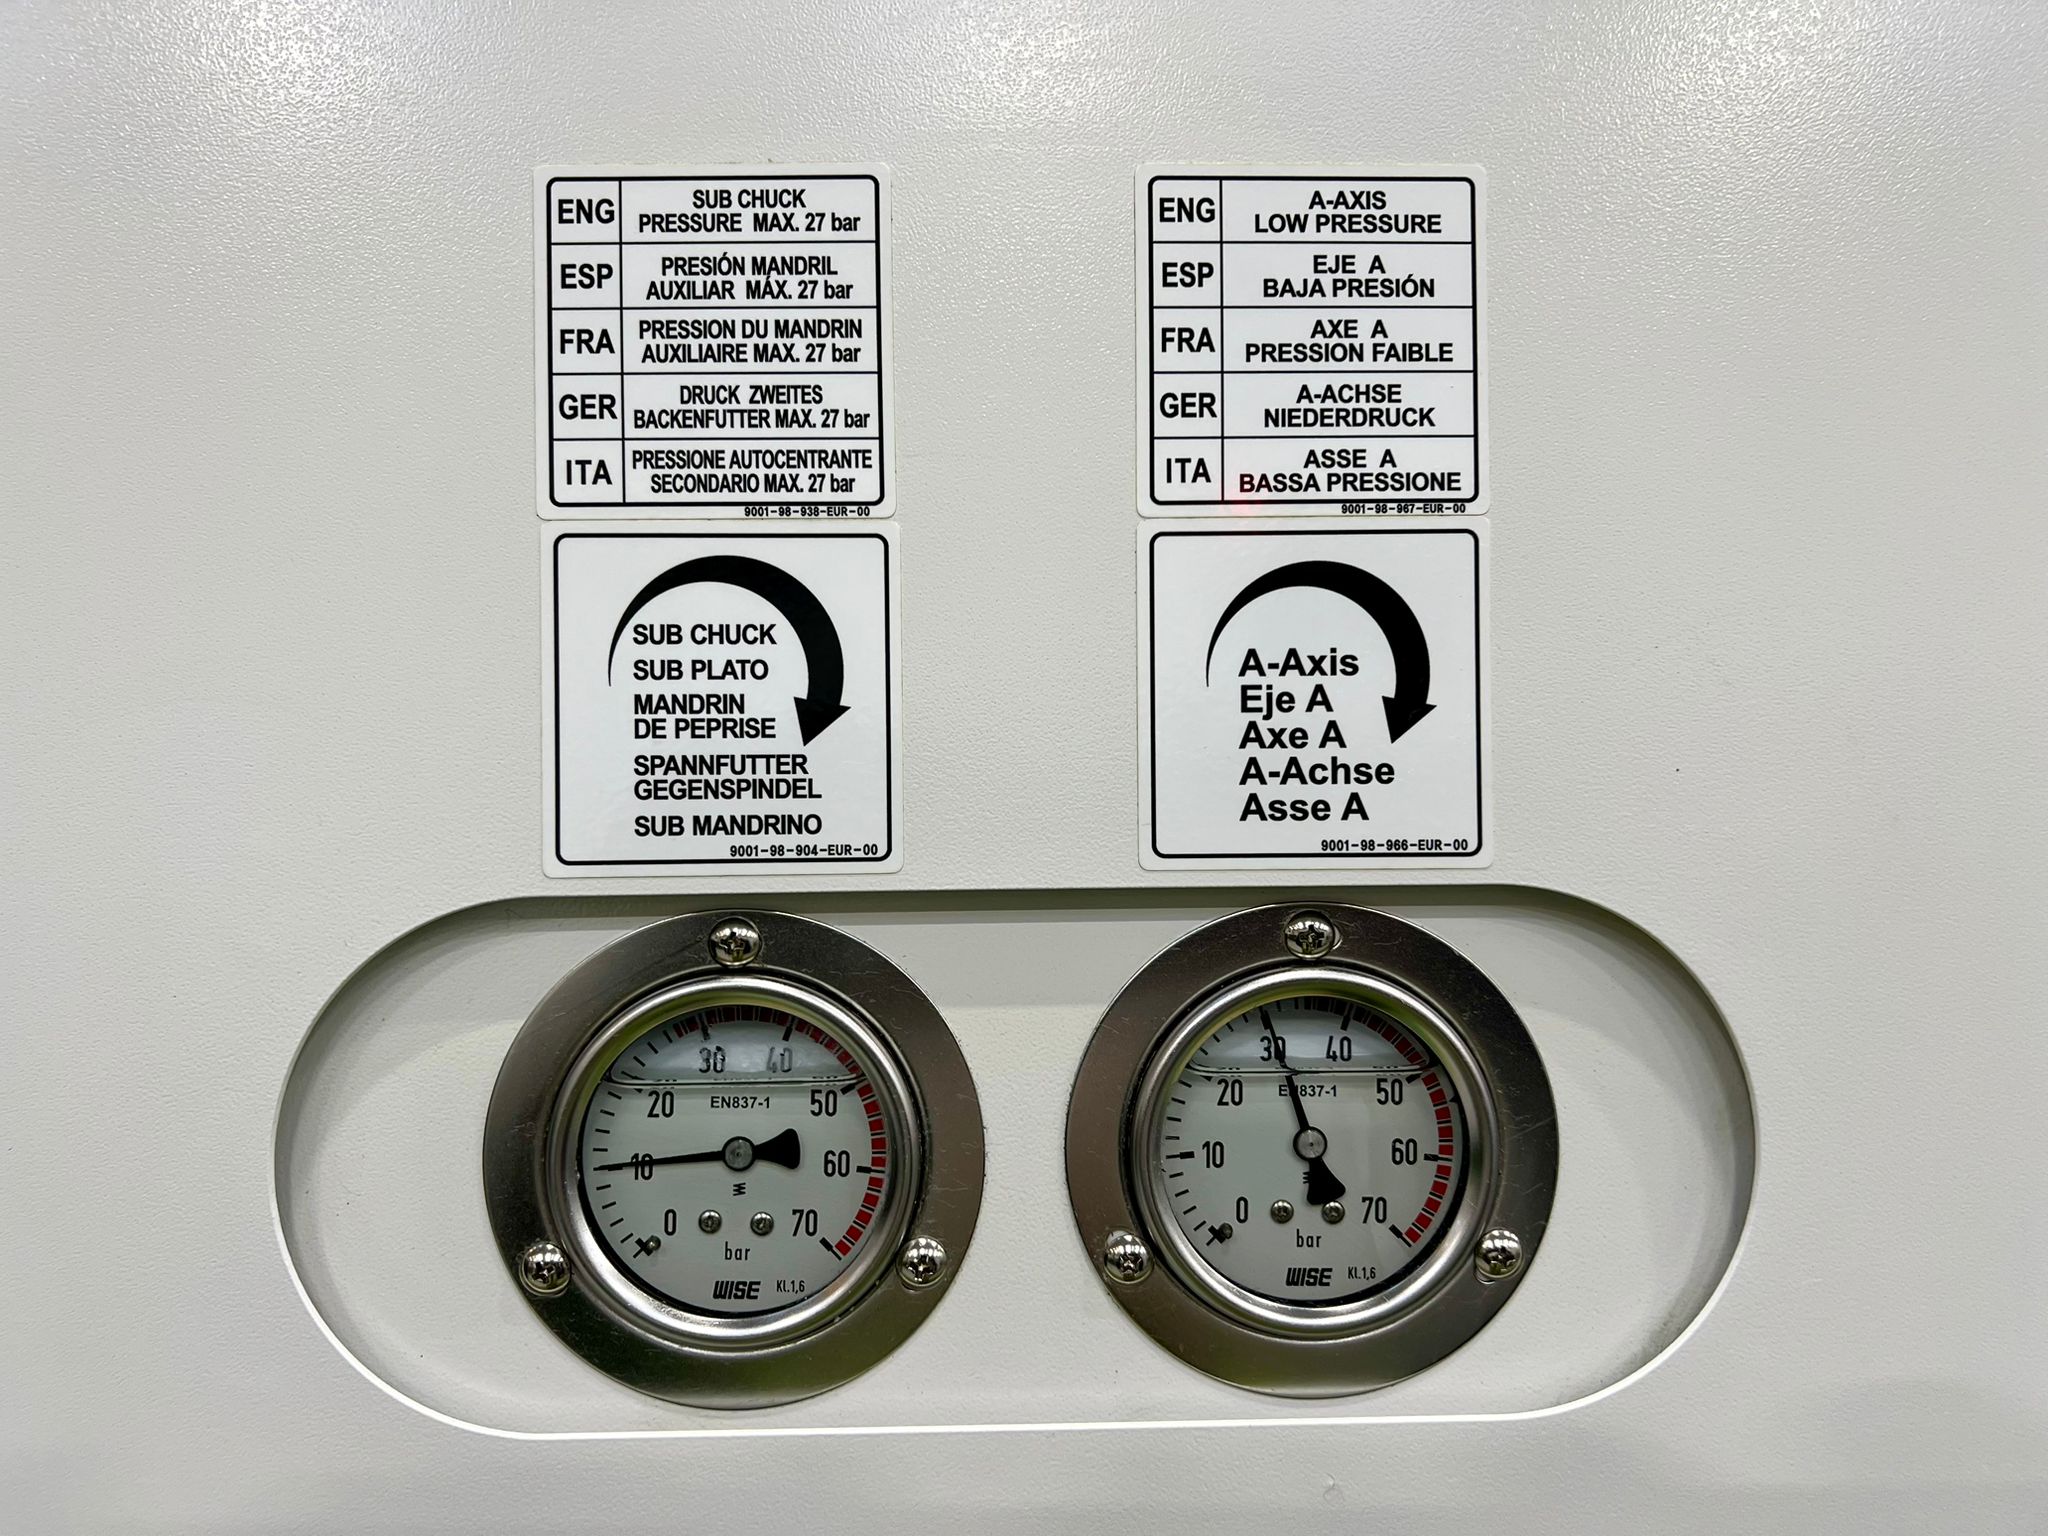 ENG SUB CHUCK
PRESSURE MAX. 27 bar
ESP PRESIÓN MANDRIL
AUXILIAR MÁX. 27 bar
FRA PRESSION DU MANDRIN
AUXILIAIRE MAX. 27 bar
GER DRUCK ZWEITES
BACKENFUTTER MAX. 27 bar
ITA PRESSIONE AUTOCENTRANTE
SECONDARIO MAX. 27 bar
9001-98-938-EUR-00
ENG A-AXIS
LOW PRESSURE
ESP EJE A
BAJA PRESIÓN
FRA AXE A
PRESSION FAIBLE
GER A-ACHSE
NIEDERDRUCK
ITA ASSE A
BASSA PRESSIONE
9001-98-967-EUR-00
SUB CHUCK
SUB PLATO
MANDRIN
DE PEPRISE
SPANNFUTTER
GEGENSPINDEL
SUB MANDRINO
9001-98-904-EUR-00
A-Axis
Eje A
Axe A
A-Achse
Asse A
9001-98-966-EUR-00
30 40
20 EN837-1 50
10 60
0 70
bar
WISE Kl.1,6
30 40
20 EN837-1 50
10 60
0 70
bar
WISE Kl.1,6